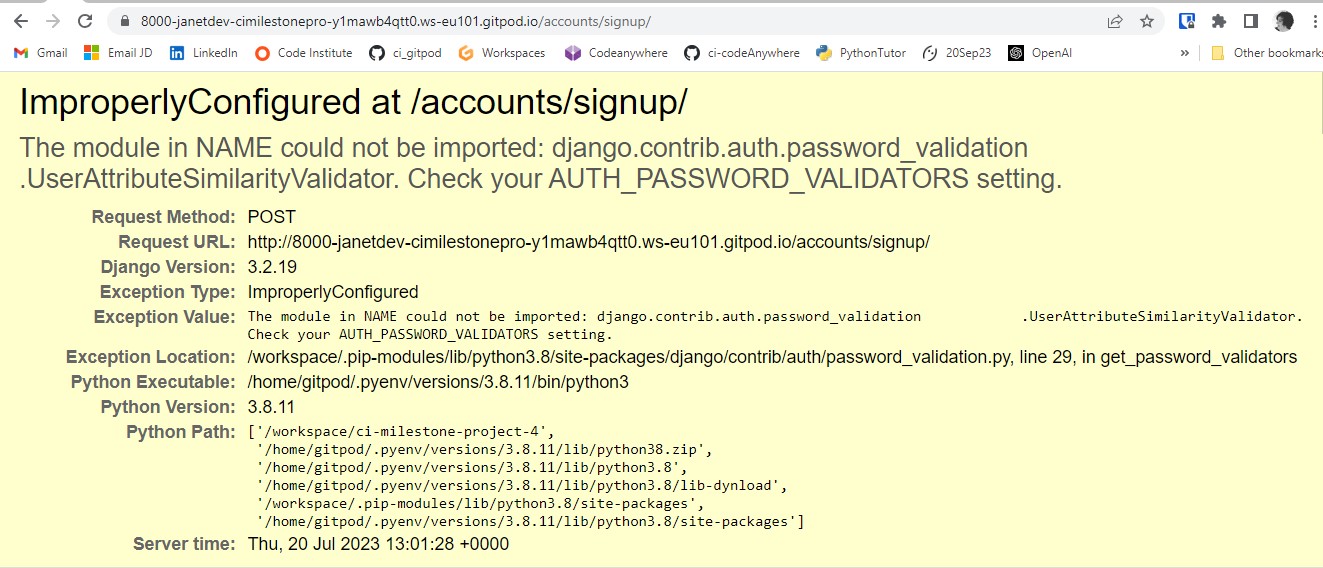 8000-janetdev-cimilestonepro-y1mawb4qtt0.ws-eu101.gitpod.io/accounts/signup/
Gmail Email JD LinkedIn Code Institute ci_gitpod Workspaces Codeanywhere ci-codeAnywhere PythonTutor 20Sep23 OpenAI » Other bookmarks
ImproperlyConfigured at /accounts/signup/
The module in NAME could not be imported: django.contrib.auth.password_validation
.UserAttributeSimilarityValidator. Check your AUTH_PASSWORD_VALIDATORS setting.
Request Method: POST
Request URL: http://8000-janetdev-cimilestonepro-y1mawb4qtt0.ws-eu101.gitpod.io/accounts/signup/
Django Version: 3.2.19
Exception Type: ImproperlyConfigured
Exception Value: The module in NAME could not be imported: django.contrib.auth.password_validation .UserAttributeSimilarityValidator.
Check your AUTH_PASSWORD_VALIDATORS setting.
Exception Location: /workspace/.pip-modules/lib/python3.8/site-packages/django/contrib/auth/password_validation.py, line 29, in get_password_validators
Python Executable: /home/gitpod/.pyenv/versions/3.8.11/bin/python3
Python Version: 3.8.11
Python Path: ['/workspace/ci-milestone-project-4',
'/home/gitpod/.pyenv/versions/3.8.11/lib/python38.zip',
'/home/gitpod/.pyenv/versions/3.8.11/lib/python3.8',
'/home/gitpod/.pyenv/versions/3.8.11/lib/python3.8/lib-dynload',
'/workspace/.pip-modules/lib/python3.8/site-packages',
'/home/gitpod/.pyenv/versions/3.8.11/lib/python3.8/site-packages']
Server time: Thu, 20 Jul 2023 13:01:28 +0000